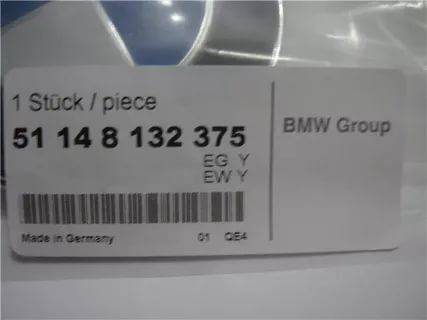 1 Stück / piece
51 14 8 132 375
EG Y
EW Y
Made in Germany 01 QE4
BMW Group